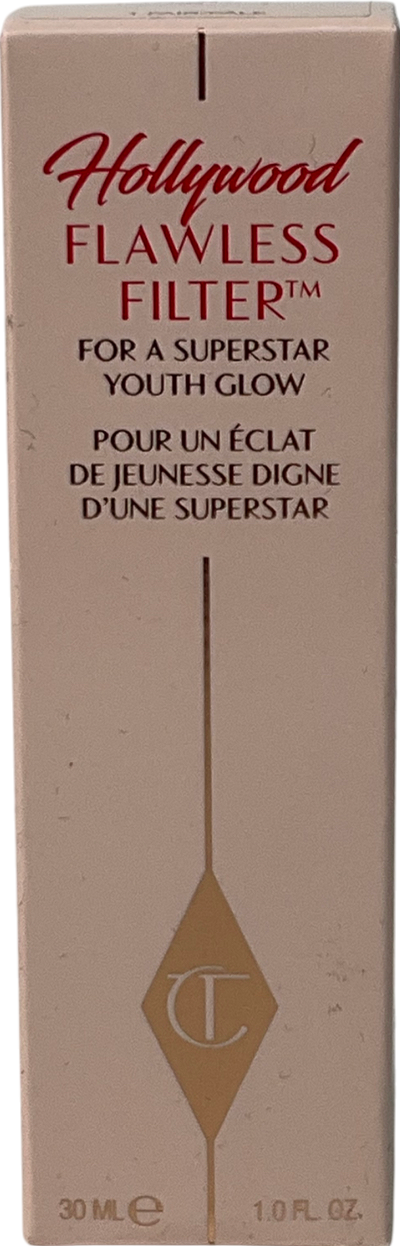 Hollywood
FLAWLESS
FILTER™
FOR A SUPERSTAR
YOUTH GLOW
POUR UN ÉCLAT
DE JEUNESSE DIGNE
D'UNE SUPERSTAR
CT
30 ML ℮ 1.0 FL. OZ.